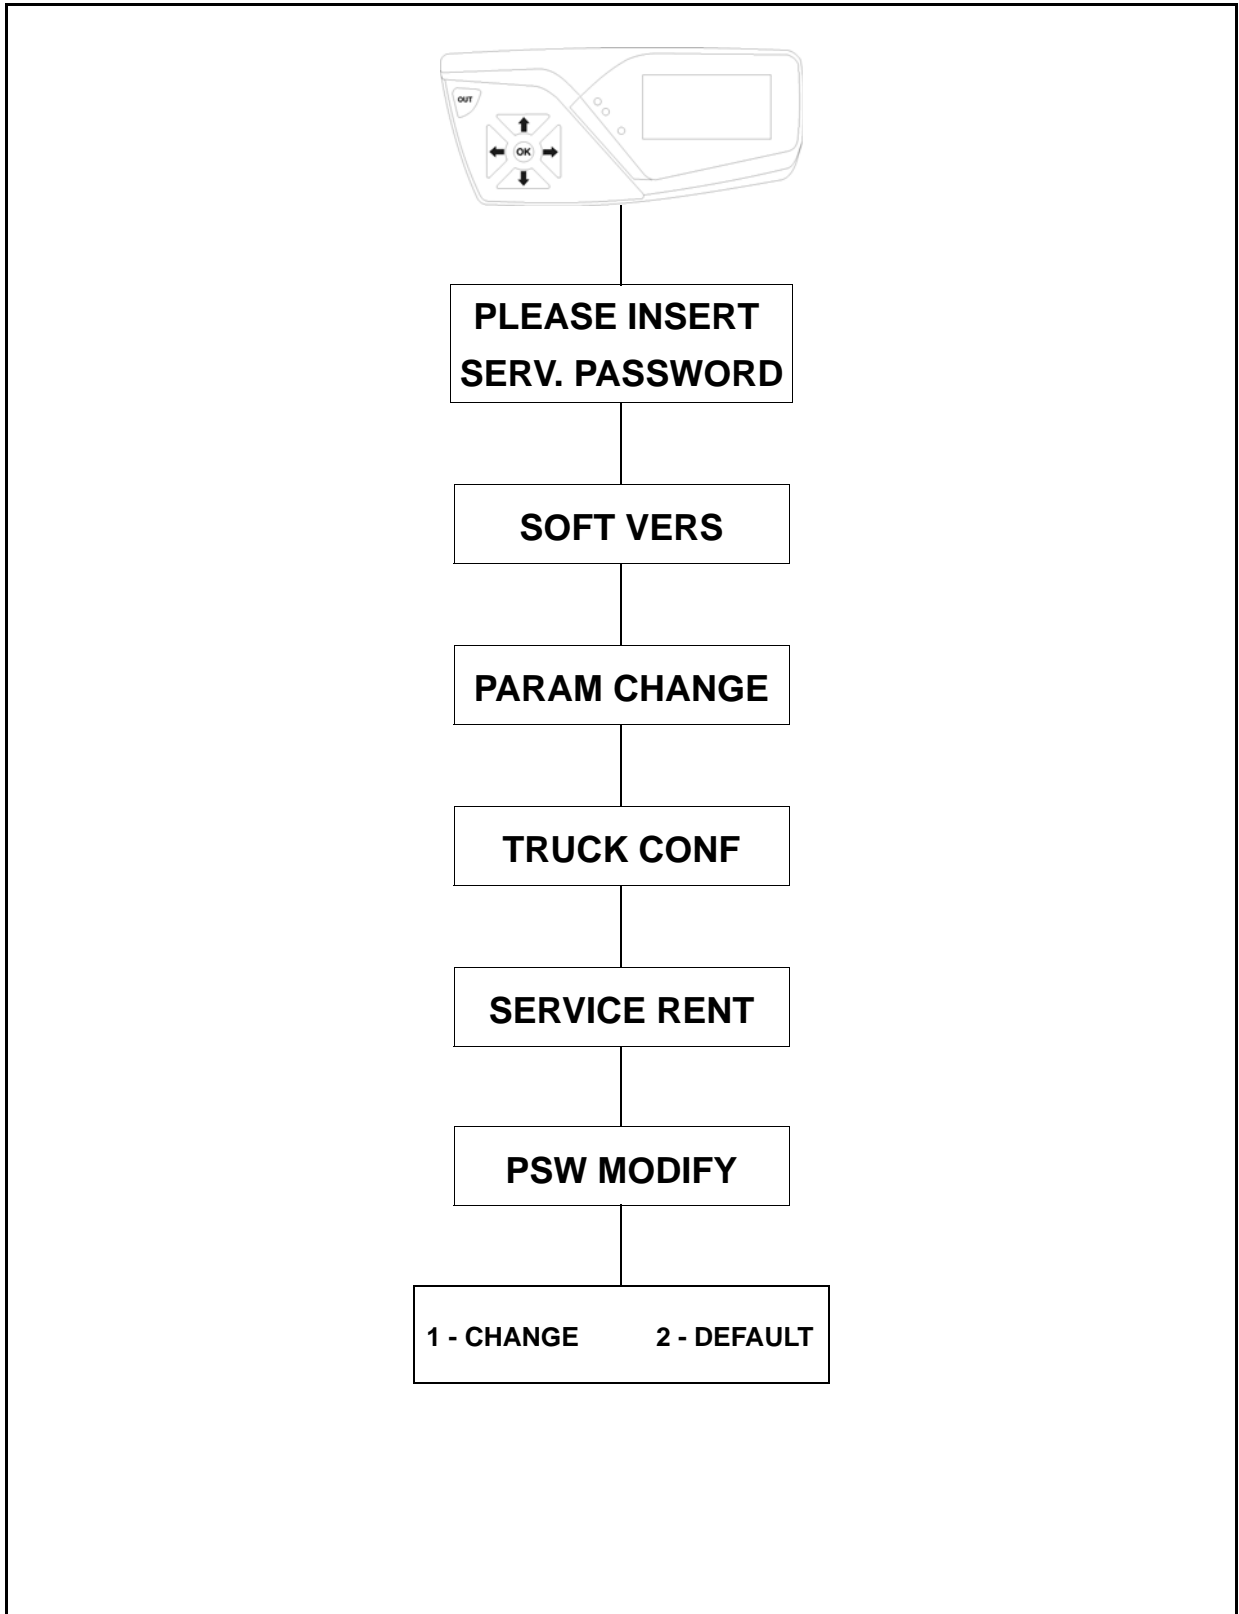 OUT
OK
PLEASE INSERT
SERV. PASSWORD
SOFT VERS
PARAM CHANGE
TRUCK CONF
SERVICE RENT
PSW MODIFY
1 - CHANGE 2 - DEFAULT